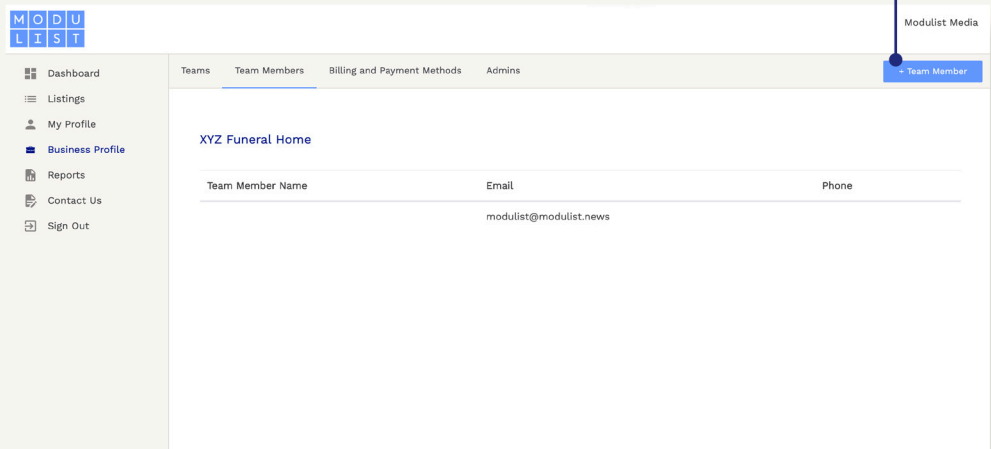 MODU
LIST
Modulist Media
Dashboard
Listings
My Profile
Business Profile
Reports
Contact Us
Sign Out
Teams Team Members Billing and Payment Methods Admins
+ Team Member
XYZ Funeral Home
Team Member Name Email Phone
modulist@modulist.news